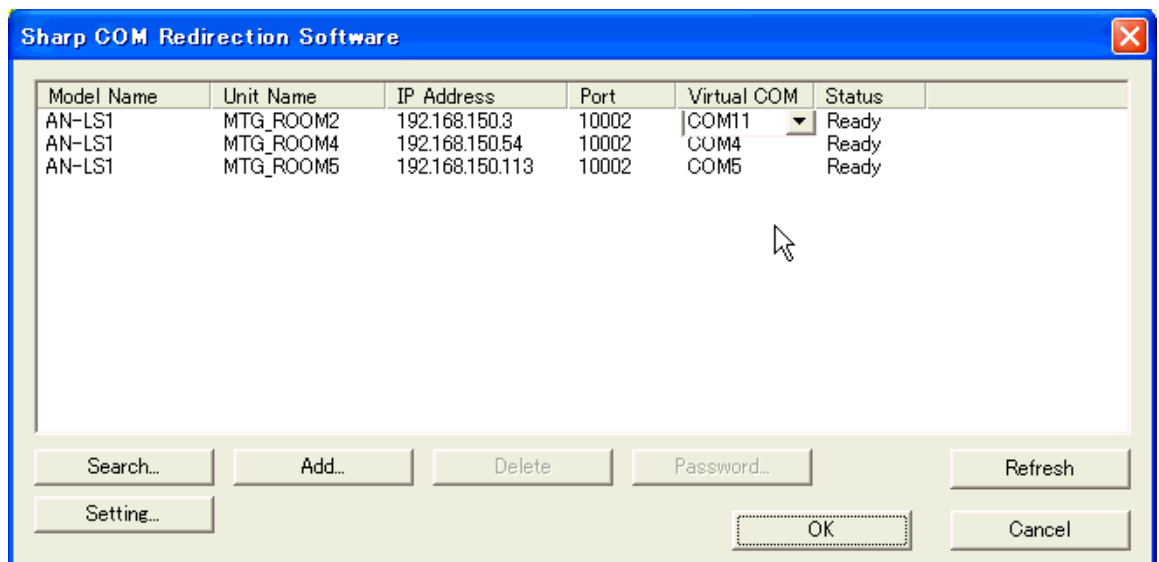 Sharp COM Redirection Software
Model Name Unit Name IP Address Port Virtual COM Status
AN-LS1 MTG_ROOM2 192.168.150.3 10002 COM11 Ready
AN-LS1 MTG_ROOM4 192.168.150.54 10002 COM4 Ready
AN-LS1 MTG_ROOM5 192.168.150.113 10002 COM5 Ready
Search... Add... Delete Password... Refresh
Setting... OK Cancel